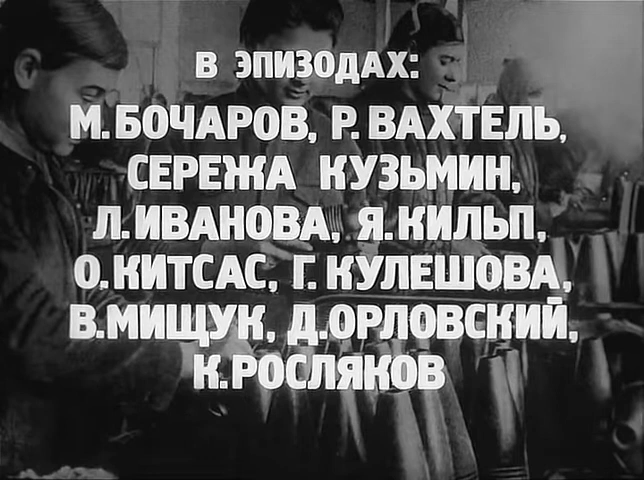 В ЭПИЗОДАХ:
М. БОЧАРОВ, Р. ВАХТЕЛЬ,
СЕРЕЖА КУЗЬМИН,
Л. ИВАНОВА, Я. КИЛЬП,
О. КИТСАС, Г. КУЛЕШОВА,
В. МИЩУК, Д. ОРЛОВСКИЙ,
К. РОСЛЯКОВ